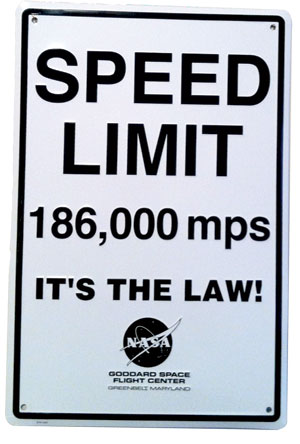 SPEED
LIMIT
186,000 mps
IT'S THE LAW!
NASA
GODDARD SPACE
FLIGHT CENTER
GREENBELT, MARYLAND